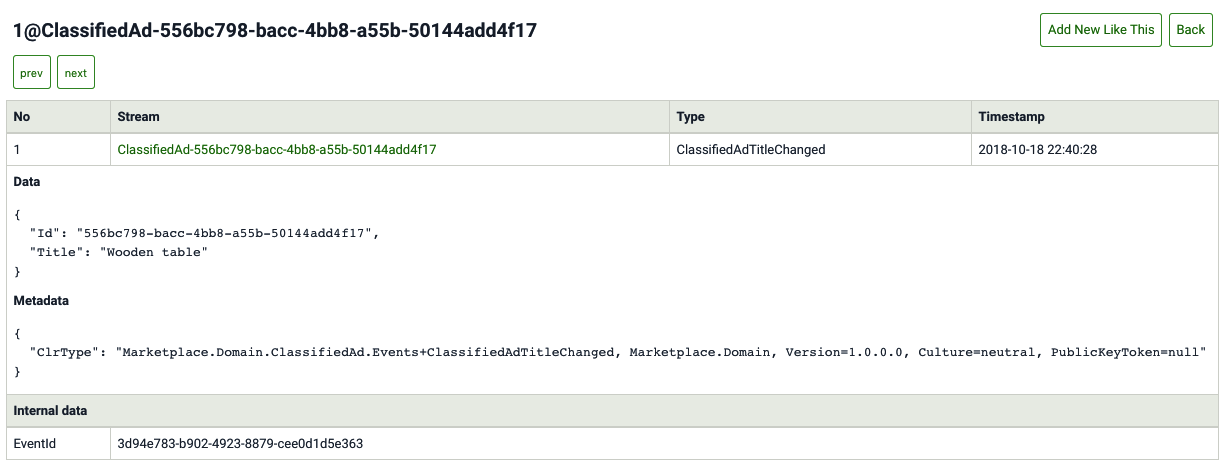 1@ClassifiedAd-556bc798-bacc-4bb8-a55b-50144add4f17
Add New Like This
Back
prev
next
No Stream Type Timestamp
1 ClassifiedAd-556bc798-bacc-4bb8-a55b-50144add4f17 ClassifiedAdTitleChanged 2018-10-18 22:40:28
Data
{
"Id": "556bc798-bacc-4bb8-a55b-50144add4f17",
"Title": "Wooden table"
}
Metadata
{
"ClrType": "Marketplace.Domain.ClassifiedAd.Events+ClassifiedAdTitleChanged, Marketplace.Domain, Version=1.0.0.0, Culture=neutral, PublicKeyToken=null"
}
Internal data
EventId 3d94e783-b902-4923-8879-cee0d1d5e363